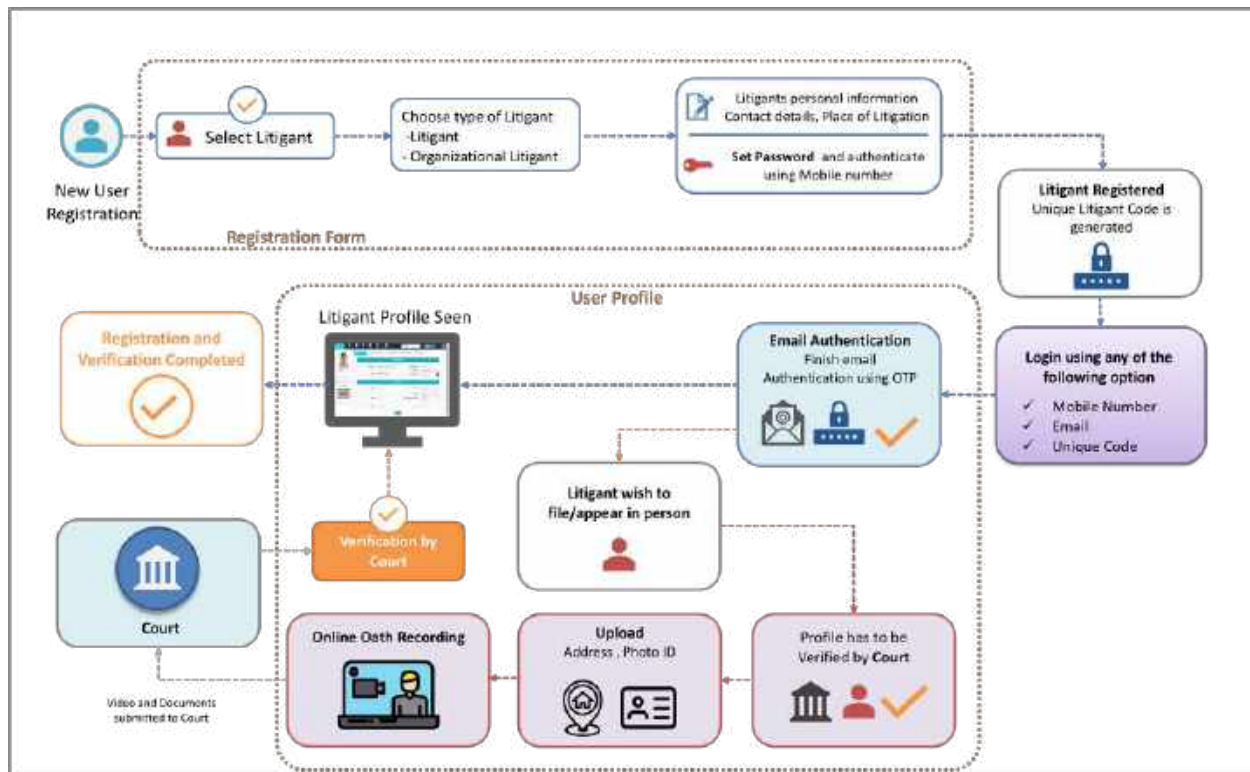 New User
Registration
Select Litigant
Choose type of Litigant
-Litigant
- Organizational Litigant
Litigants personal information
Contact details, Place of Litigation
Set Password and authenticate
using Mobile number
Registration Form
Litigant Registered
Unique Litigant Code is
generated
User Profile
Registration and
Verification Completed
Litigant Profile Seen
Email Authentication
Finish email
Authentication using OTP
Login using any of the
following option
✓ Mobile Number
✓ Email
✓ Unique Code
Litigant wish to
file/appear in person
Verification by
Court
Court
Online Oath Recording
Upload
Address , Photo ID
Profile has to be
Verified by Court
Video and Documents
submitted to Court